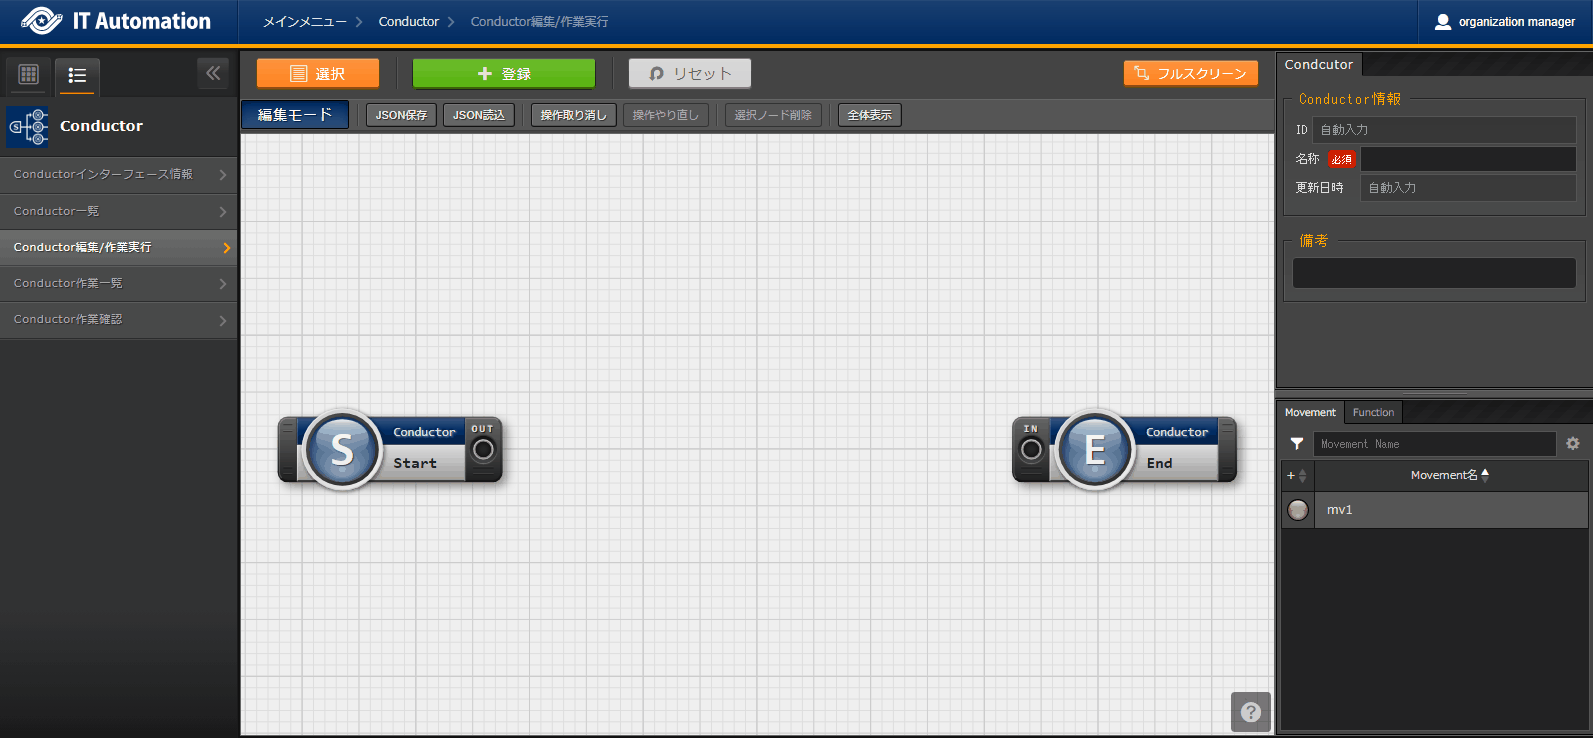 IT Automation
メインメニュー
Conductor
Conductor編集/作業実行
organization manager
Conductor
Conductorインターフェース情報
Conductor一覧
Conductor編集/作業実行
Conductor作業一覧
Conductor作業確認
選択
登録
リセット
フルスクリーン
編集モード
JSON保存
JSON読込
操作取り消し
操作やり直し
選択ノード削除
全体表示
S
Conductor
Start
OUT
IN
E
Conductor
End
?
Condcutor
Conductor情報
ID
自動入力
名称
必須
更新日時
自動入力
備考
Movement
Function
Movement Name
+
Movement名
mv1